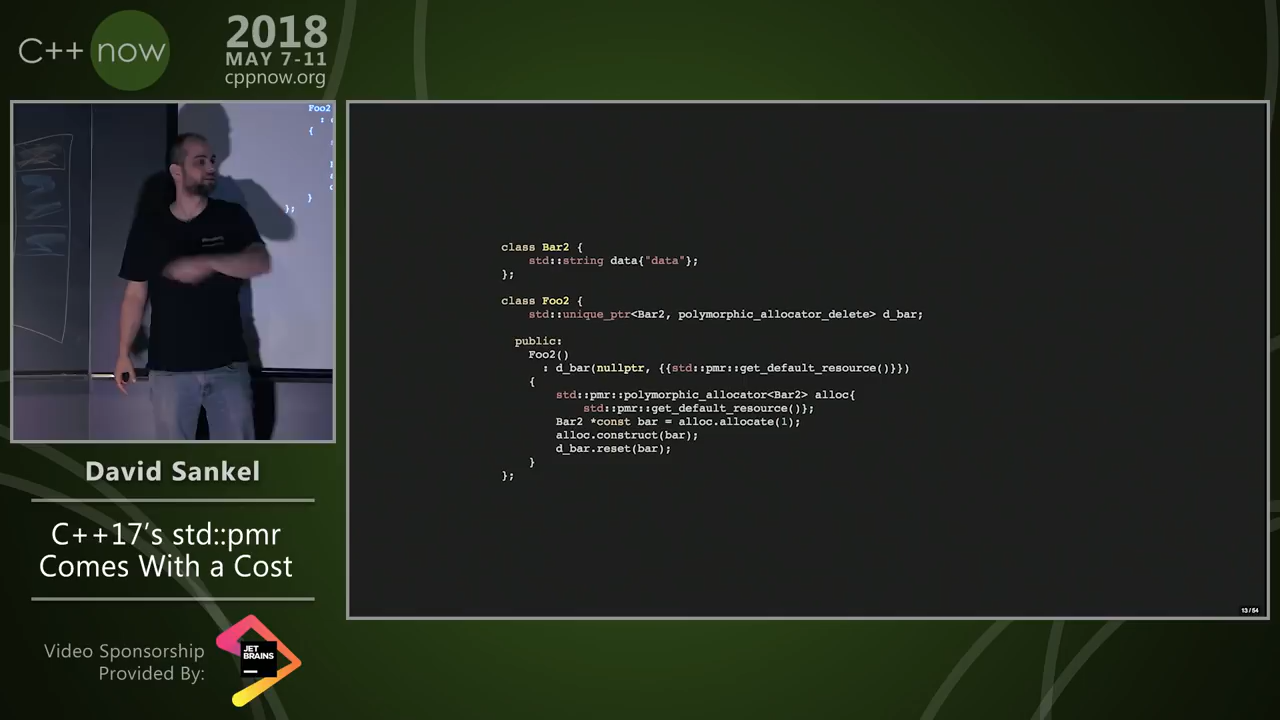 C++ now
2018
MAY 7-11
cppnow.org
Foo2
{
}
};
David Sankel
C++17's std::pmr
Comes With a Cost
Video Sponsorship
Provided By:
JET
BRAINS
class Bar2 {
    std::string data{"data"};
};
class Foo2 {
    std::unique_ptr<Bar2, polymorphic_allocator_delete> d_bar;
  public:
    Foo2()
      : d_bar(nullptr, {{std::pmr::get_default_resource()}})
    {
        std::pmr::polymorphic_allocator<Bar2> alloc{
            std::pmr::get_default_resource()};
        Bar2 *const bar = alloc.allocate(1);
        alloc.construct(bar);
        d_bar.reset(bar);
    }
};
13/54